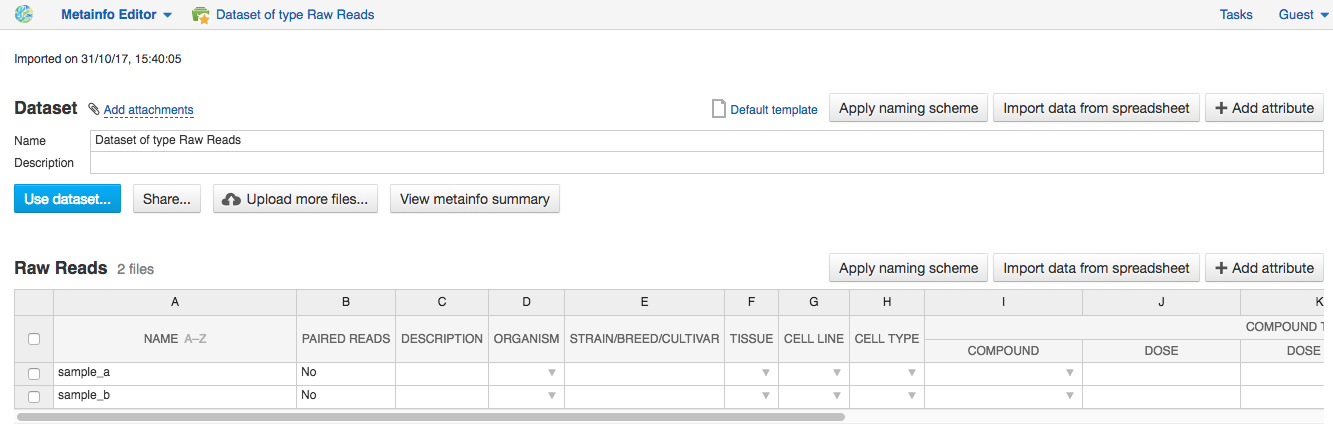 Metainfo Editor Dataset of type Raw Reads Tasks Guest
Imported on 31/10/17, 15:40:05
Dataset Add attachments Default template Apply naming scheme Import data from spreadsheet + Add attribute
Name Dataset of type Raw Reads
Description
Use dataset... Share... Upload more files... View metainfo summary
Raw Reads 2 files Apply naming scheme Import data from spreadsheet + Add attribute
A B C D E F G H I J K
NAME A–Z PAIRED READS DESCRIPTION ORGANISM STRAIN/BREED/CULTIVAR TISSUE CELL LINE CELL TYPE COMPOUND T
COMPOUND DOSE DOSE
sample_a No
sample_b No